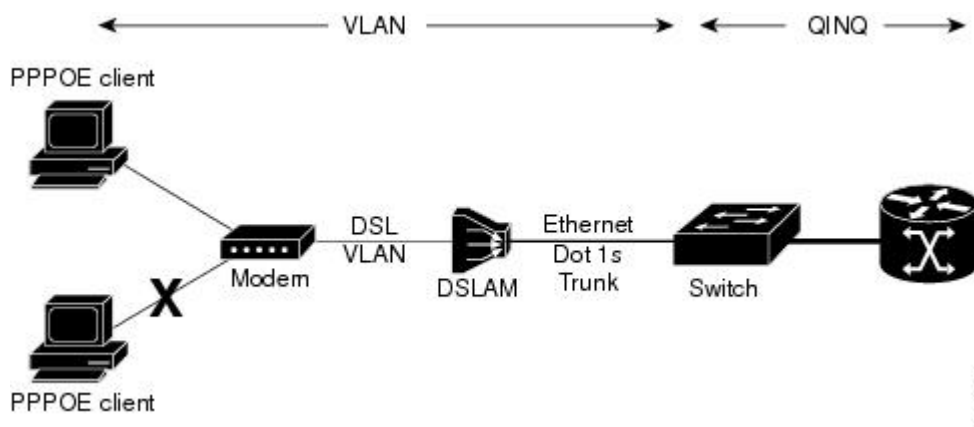 VLAN
QINQ
PPPOE client
DSL
VLAN
Ethernet
Dot 1s
Trunk
Modem
DSLAM
Switch
X
PPPOE client